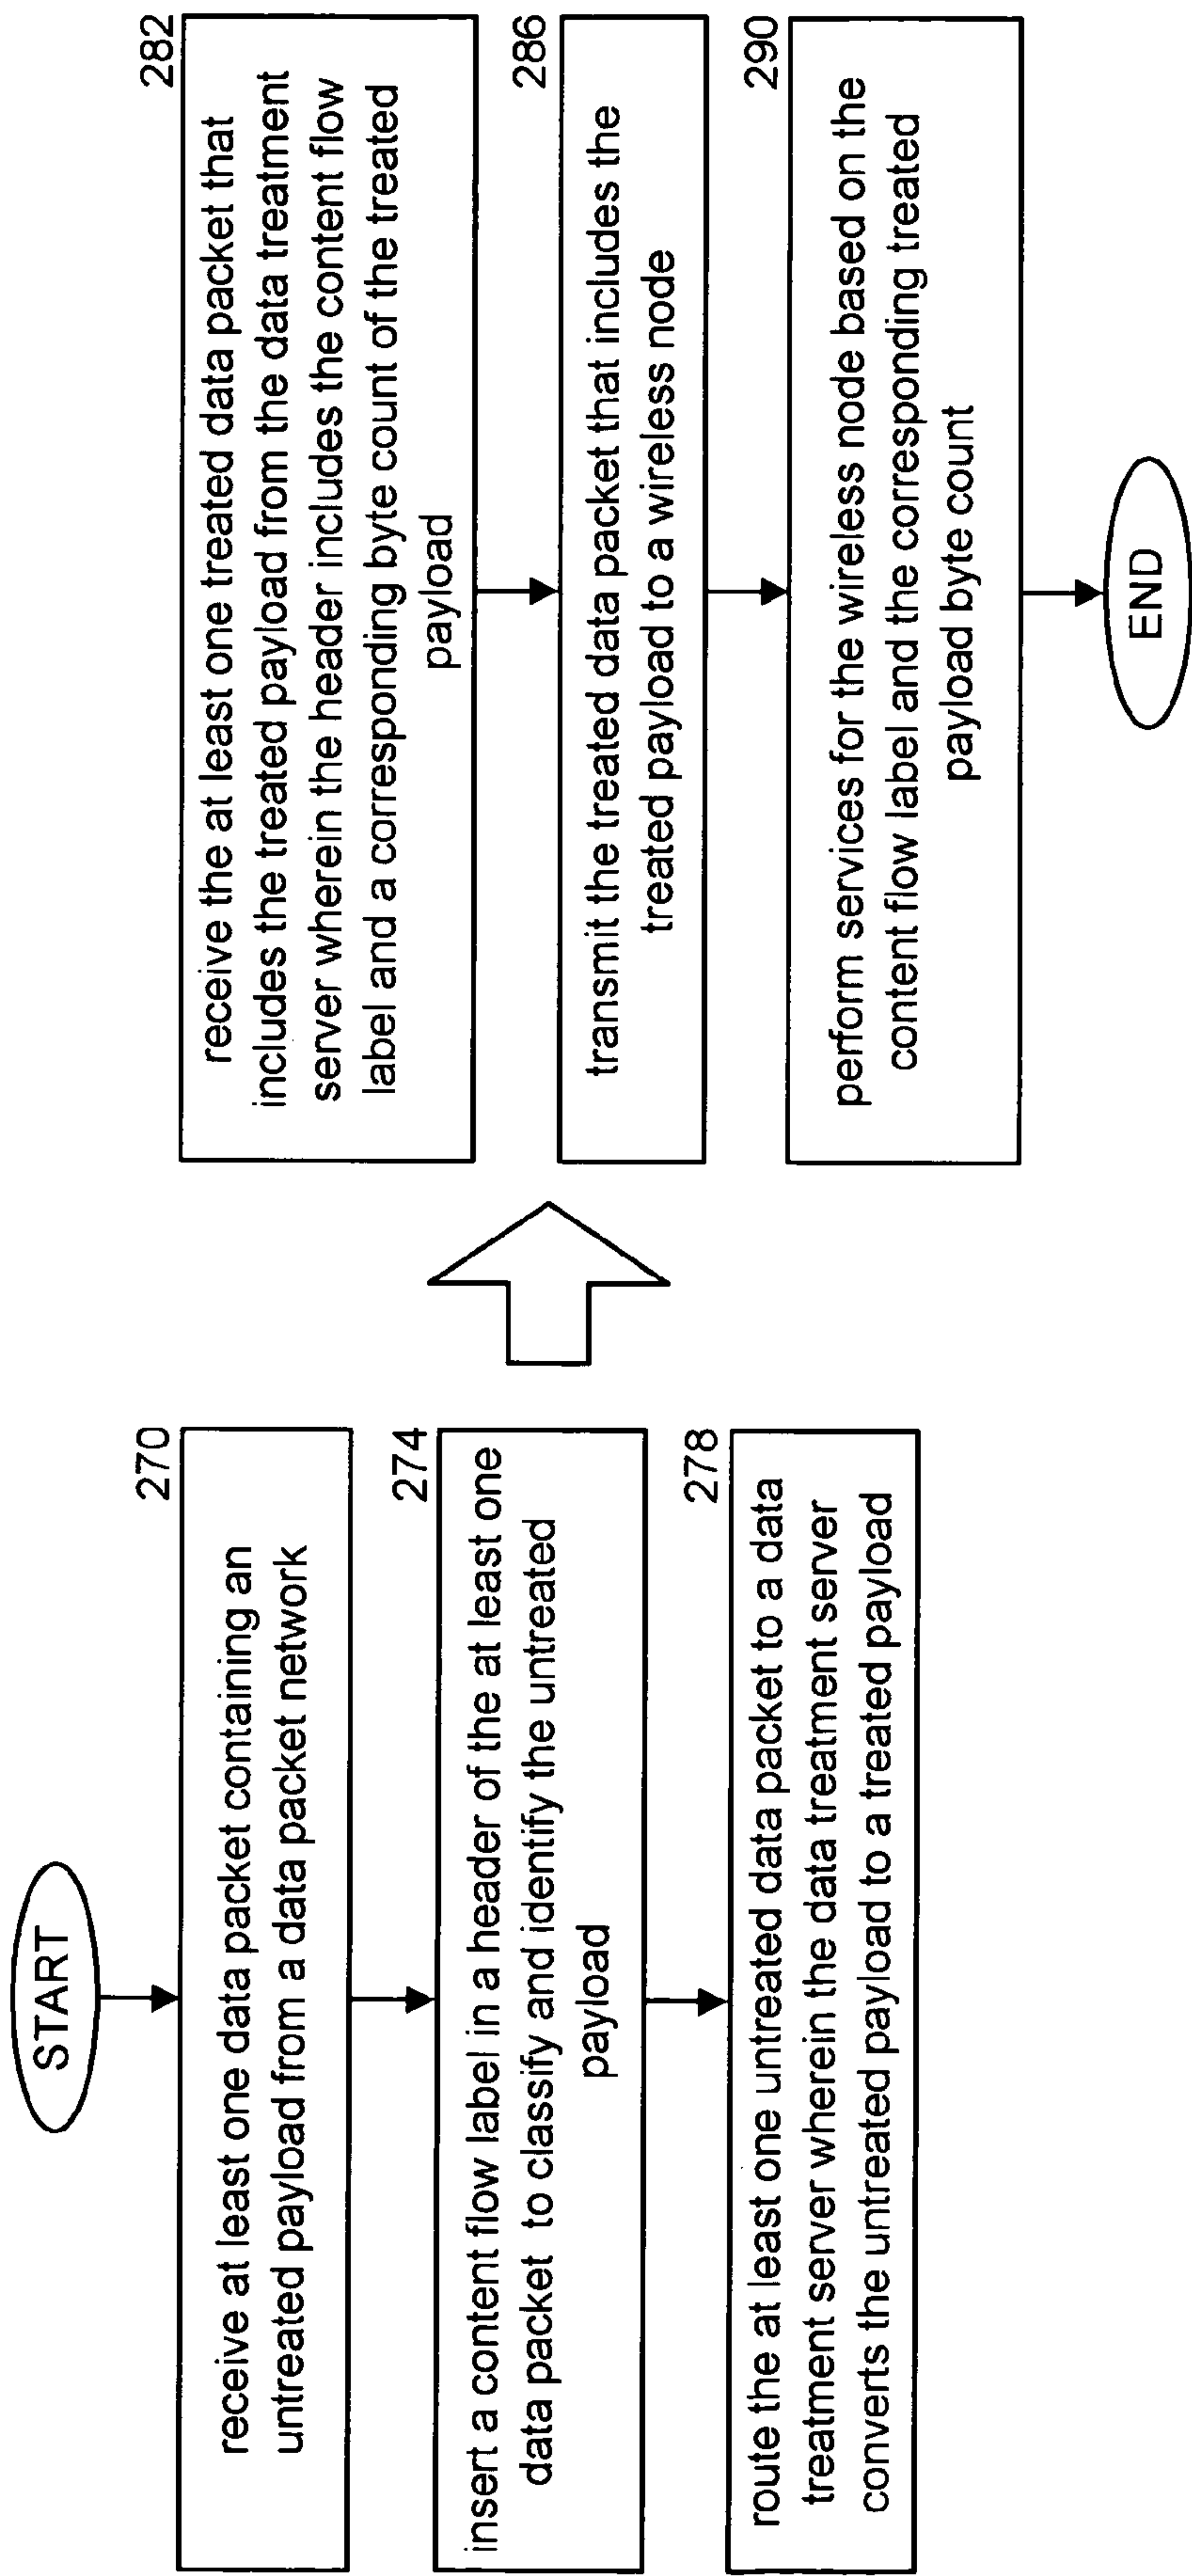 START
270
receive at least one data packet containing an
untreated payload from a data packet network
274
insert a content flow label in a header of the at least one
data packet to classify and identify the untreated
payload
278
route the at least one untreated data packet to a data
treatment server wherein the data treatment server
converts the untreated payload to a treated payload
282
receive the at least one treated data packet that
includes the treated payload from the data treatment
server wherein the header includes the content flow
label and a corresponding byte count of the treated
payload
286
transmit the treated data packet that includes the
treated payload to a wireless node
290
perform services for the wireless node based on the
content flow label and the corresponding treated
payload byte count
END